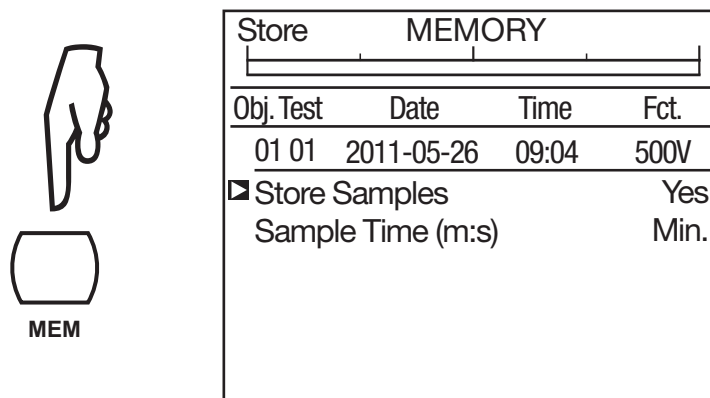 Store MEMORY
Obj. Test Date Time Fct.
01 01 2011-05-26 09:04 500V
Store Samples Yes
Sample Time (m:s) Min.
MEM